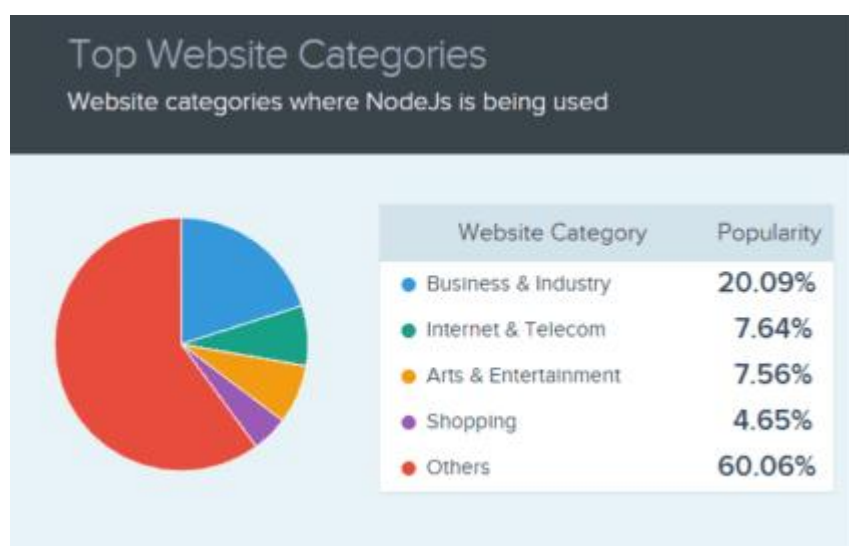 Top Website Categories
Website categories where NodeJs is being used
Website Category Popularity
Business & Industry 20.09%
Internet & Telecom 7.64%
Arts & Entertainment 7.56%
Shopping 4.65%
Others 60.06%